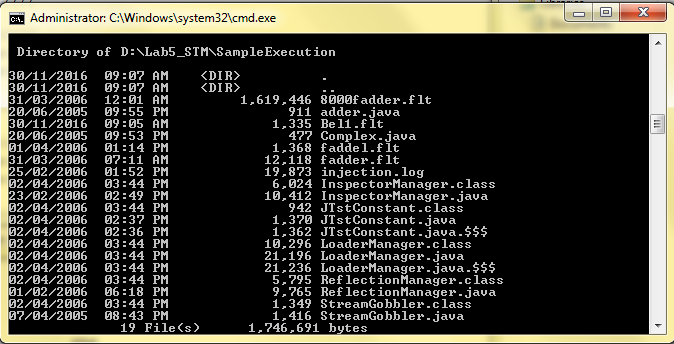 Administrator: C:\Windows\system32\cmd.exe
Directory of D:\Lab5_STM\SampleExecution
30/11/2016 09:07 AM <DIR> .
30/11/2016 09:07 AM <DIR> ..
31/03/2006 12:01 AM 1,619,446 8000fadder.flt
20/06/2005 09:55 PM 911 adder.java
30/11/2016 09:05 AM 1,335 Bel1.flt
20/06/2005 09:53 PM 477 Complex.java
01/04/2006 01:14 PM 1,368 faddel.flt
31/03/2006 07:11 AM 12,118 fadder.flt
25/02/2006 01:52 PM 19,873 injection.log
02/04/2006 03:44 PM 6,024 InspectorManager.class
23/02/2006 02:49 PM 10,412 InspectorManager.java
02/04/2006 03:44 PM 942 JTstConstant.class
02/04/2006 02:37 PM 1,370 JTstConstant.java
02/04/2006 02:36 PM 1,362 JTstConstant.java.$$$
02/04/2006 03:44 PM 10,296 LoaderManager.class
02/04/2006 03:44 PM 21,196 LoaderManager.java
02/04/2006 03:44 PM 21,236 LoaderManager.java.$$$
02/04/2006 03:44 PM 5,795 ReflectionManager.class
01/02/2006 06:18 PM 9,765 ReflectionManager.java
02/04/2006 03:44 PM 1,349 StreamGobbler.class
07/04/2005 08:43 PM 1,416 StreamGobbler.java
19 File(s) 1,746,691 bytes